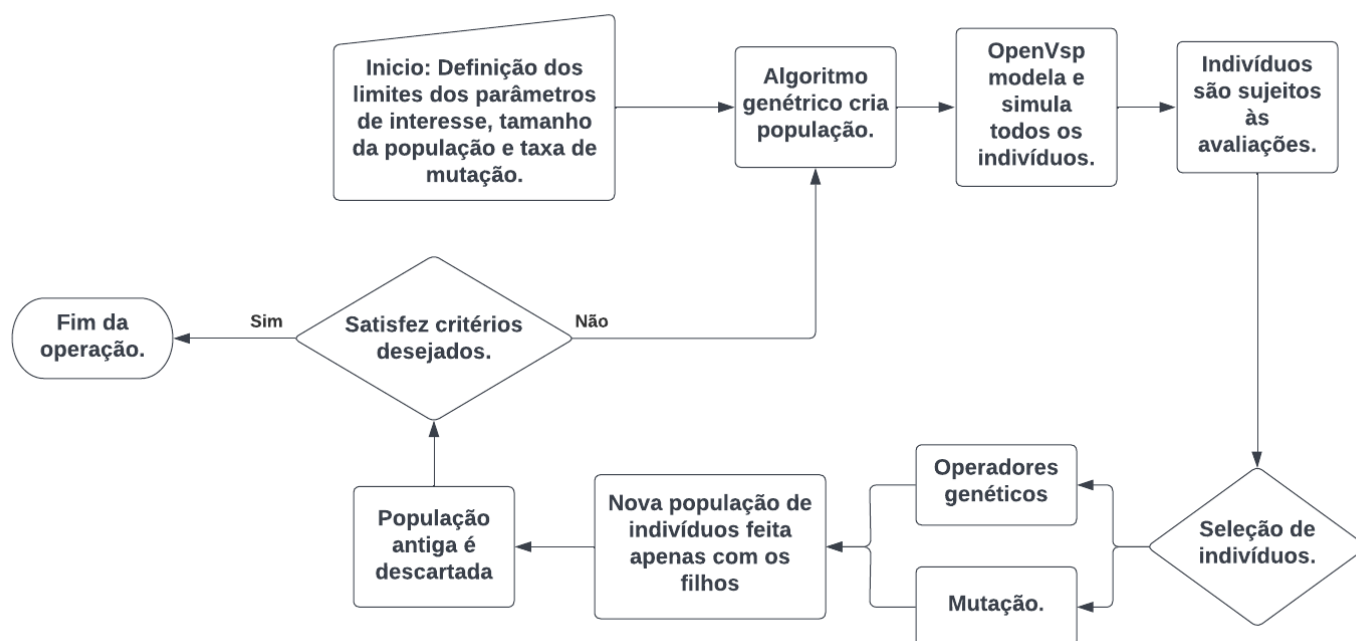 Inicio: Definição dos
limites dos parâmetros
de interesse, tamanho
da população e taxa de
mutação.
Algoritmo
genétrico cria
população.
OpenVsp
modela e
simula
todos os
indivíduos.
Indivíduos
são sujeitos
às
avaliações.
Fim da
operação.
Sim
Satisfez critérios
desejados.
Não
População
antiga é
descartada
Nova população de
indivíduos feita
apenas com os
filhos
Operadores
genéticos
Mutação.
Seleção de
indivíduos.